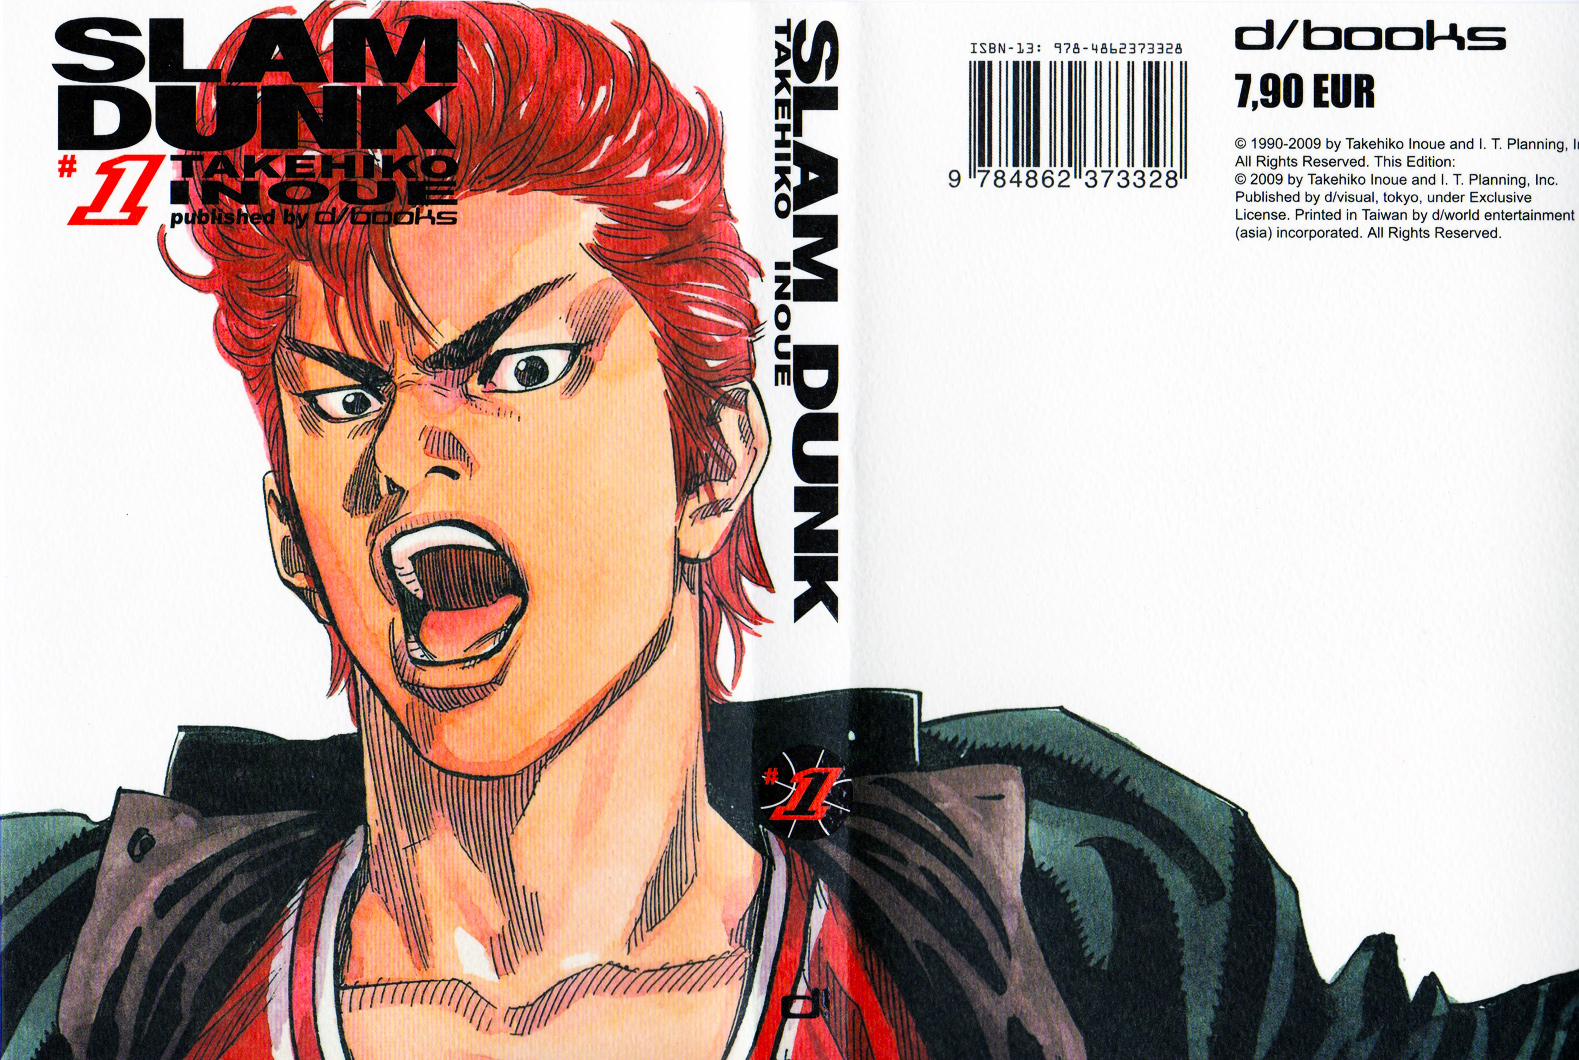 SLAM
DUNK
#1 TAKEHIKO
INOUE
published by d/books
SLAM DUNK
TAKEHIKO INOUE
#1
d
ISBN-13: 978-4862373328
9 784862 373328
d/books
7,90 EUR
© 1990-2009 by Takehiko Inoue and I. T. Planning,
All Rights Reserved. This Edition:
© 2009 by Takehiko Inoue and I. T. Planning, Inc.
Published by d/visual, tokyo, under Exclusive
License. Printed in Taiwan by d/world entertainment
(asia) incorporated. All Rights Reserved.